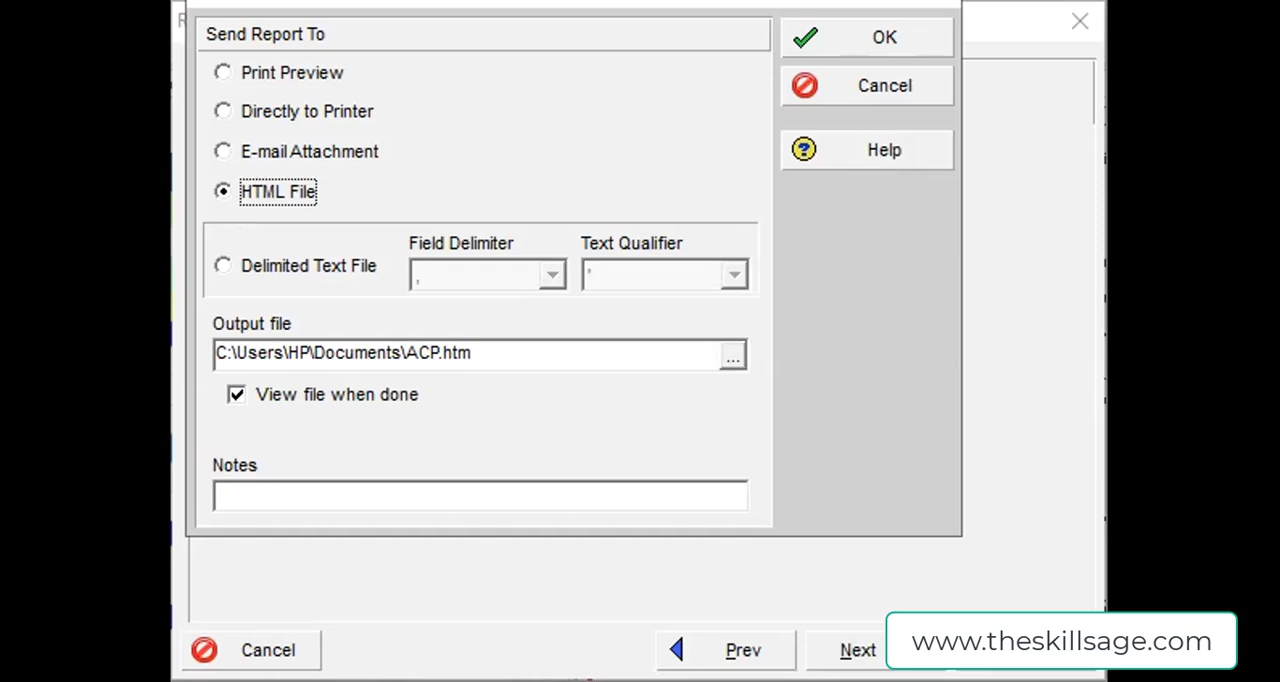 R
Send Report To
OK
Print Preview
Cancel
Directly to Printer
E-mail Attachment
Help
HTML File
Field Delimiter
Text Qualifier
Delimited Text File
,
"
Output file
C:\Users\HP\Documents\ACP.htm
...
View file when done
Notes
Cancel
Prev
Next
www.theskillsage.com